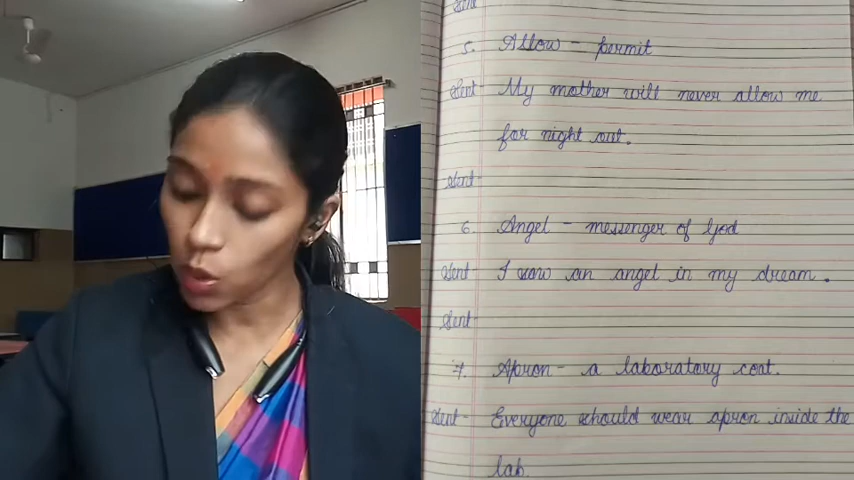 Sent
5. Allow - permit
Sent - My mother will never allow me
for night out.
Sent -
6. Angel - messenger of God
Sent - I saw an angel in my dream.
Sent -
7. Apron - a laboratory coat.
Sent - Everyone should wear apron inside the
lab.